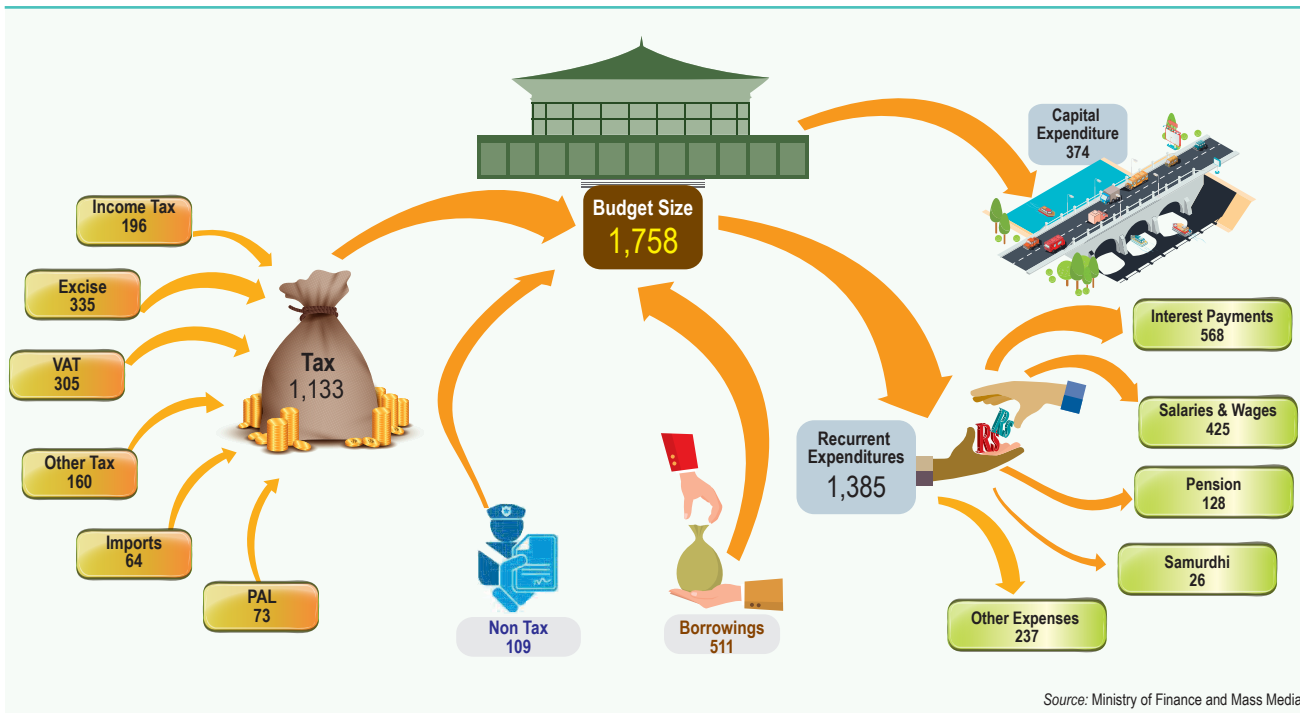 Budget Size
1,758
Capital
Expenditure
374
Income Tax
196
Excise
335
VAT
305
Other Tax
160
Imports
64
PAL
73
Tax
1,133
Non Tax
109
Borrowings
511
Recurrent
Expenditures
1,385
Rs
Rs
Interest Payments
568
Salaries & Wages
425
Pension
128
Samurdhi
26
Other Expenses
237
Source: Ministry of Finance and Mass Media